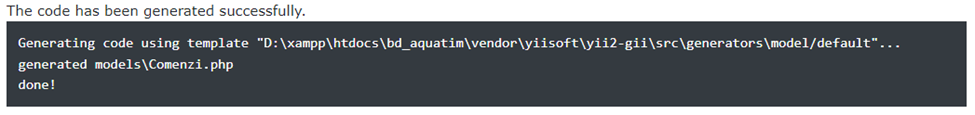 The code has been generated successfully.
Generating code using template "D:\xampp\htdocs\bd_aquatim\vendor\yiisoft\yii2-gii\src\generators\model/default"...
generated models\Comenzi.php
done!